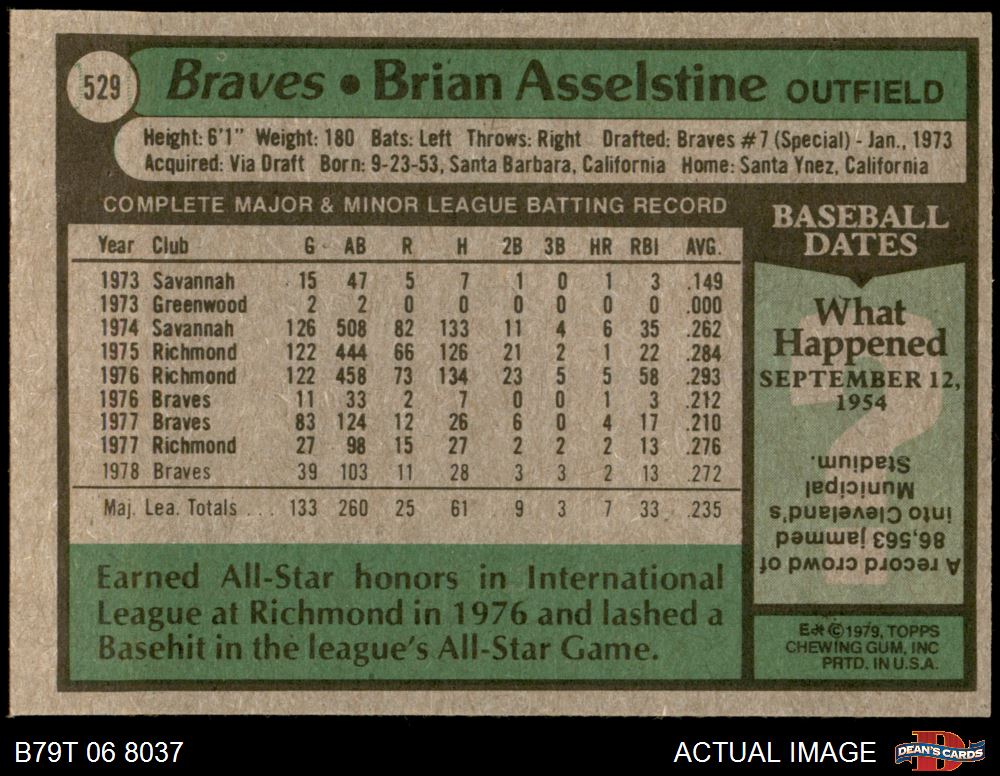 529 Braves • Brian Asselstine OUTFIELD
Height: 6'1" Weight: 180 Bats: Left Throws: Right Drafted: Braves #7 (Special) - Jan., 1973
Acquired: Via Draft Born: 9-23-53, Santa Barbara, California Home: Santa Ynez, California
COMPLETE MAJOR & MINOR LEAGUE BATTING RECORD
Year Club G AB R H 2B 3B HR RBI AVG.
1973 Savannah 15 47 5 7 1 0 1 3 .149
1973 Greenwood 2 2 0 0 0 0 0 0 .000
1974 Savannah 126 508 82 133 11 4 6 35 .262
1975 Richmond 122 444 66 126 21 2 1 22 .284
1976 Richmond 122 458 73 134 23 5 5 58 .293
1976 Braves 11 33 2 7 0 0 1 3 .212
1977 Braves 83 124 12 26 6 0 4 17 .210
1977 Richmond 27 98 15 27 2 2 2 13 .276
1978 Braves 39 103 11 28 3 3 2 13 .272
Maj. Lea. Totals ... 133 260 25 61 9 3 7 33 .235
Earned All-Star honors in International
League at Richmond in 1976 and lashed a
Basehit in the league's All-Star Game.
BASEBALL
DATES
What
Happened
SEPTEMBER 12,
1954
?
A record crowd of
86,563 jammed
into Cleveland's
Municipal
Stadium.
©1979, TOPPS
CHEWING GUM, INC
PRTD. IN U.S.A.
B79T 06 8037
ACTUAL IMAGE
DEAN'S CARDS